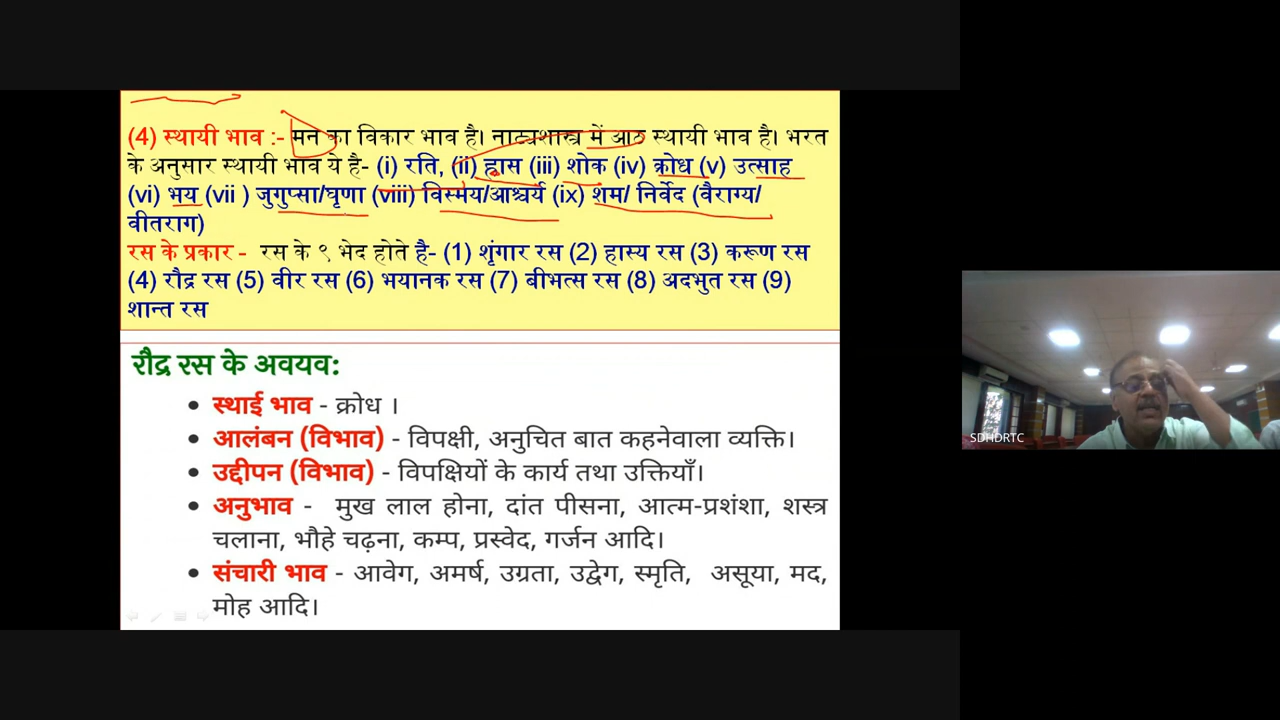 (4) स्थायी भाव :- मन का विकार भाव है। नाट्यशास्त्र में आठ स्थायी भाव है। भरत
के अनुसार स्थायी भाव ये है- (i) रति, (ii) ह्रास (iii) शोक (iv) क्रोध (v) उत्साह
(vi) भय (vii ) जुगुप्सा/घृणा (viii) विस्मय/आश्चर्य (ix) शम/ निर्वेद (वैराग्य/
वीतराग)
रस के प्रकार - रस के ९ भेद होते है- (1) शृंगार रस (2) हास्य रस (3) करूण रस
(4) रौद्र रस (5) वीर रस (6) भयानक रस (7) बीभत्स रस (8) अदभुत रस (9)
शान्त रस
रौद्र रस के अवयव:
• स्थाई भाव - क्रोध ।
• आलंबन (विभाव) - विपक्षी, अनुचित बात कहनेवाला व्यक्ति।
• उद्दीपन (विभाव) - विपक्षियों के कार्य तथा उक्तियाँ।
• अनुभाव - मुख लाल होना, दांत पीसना, आत्म-प्रशंशा, शस्त्र
चलाना, भौहे चढ़ना, कम्प, प्रस्वेद, गर्जन आदि।
• संचारी भाव - आवेग, अमर्ष, उग्रता, उद्वेग, स्मृति, असूया, मद,
मोह आदि।
SDHDRTC